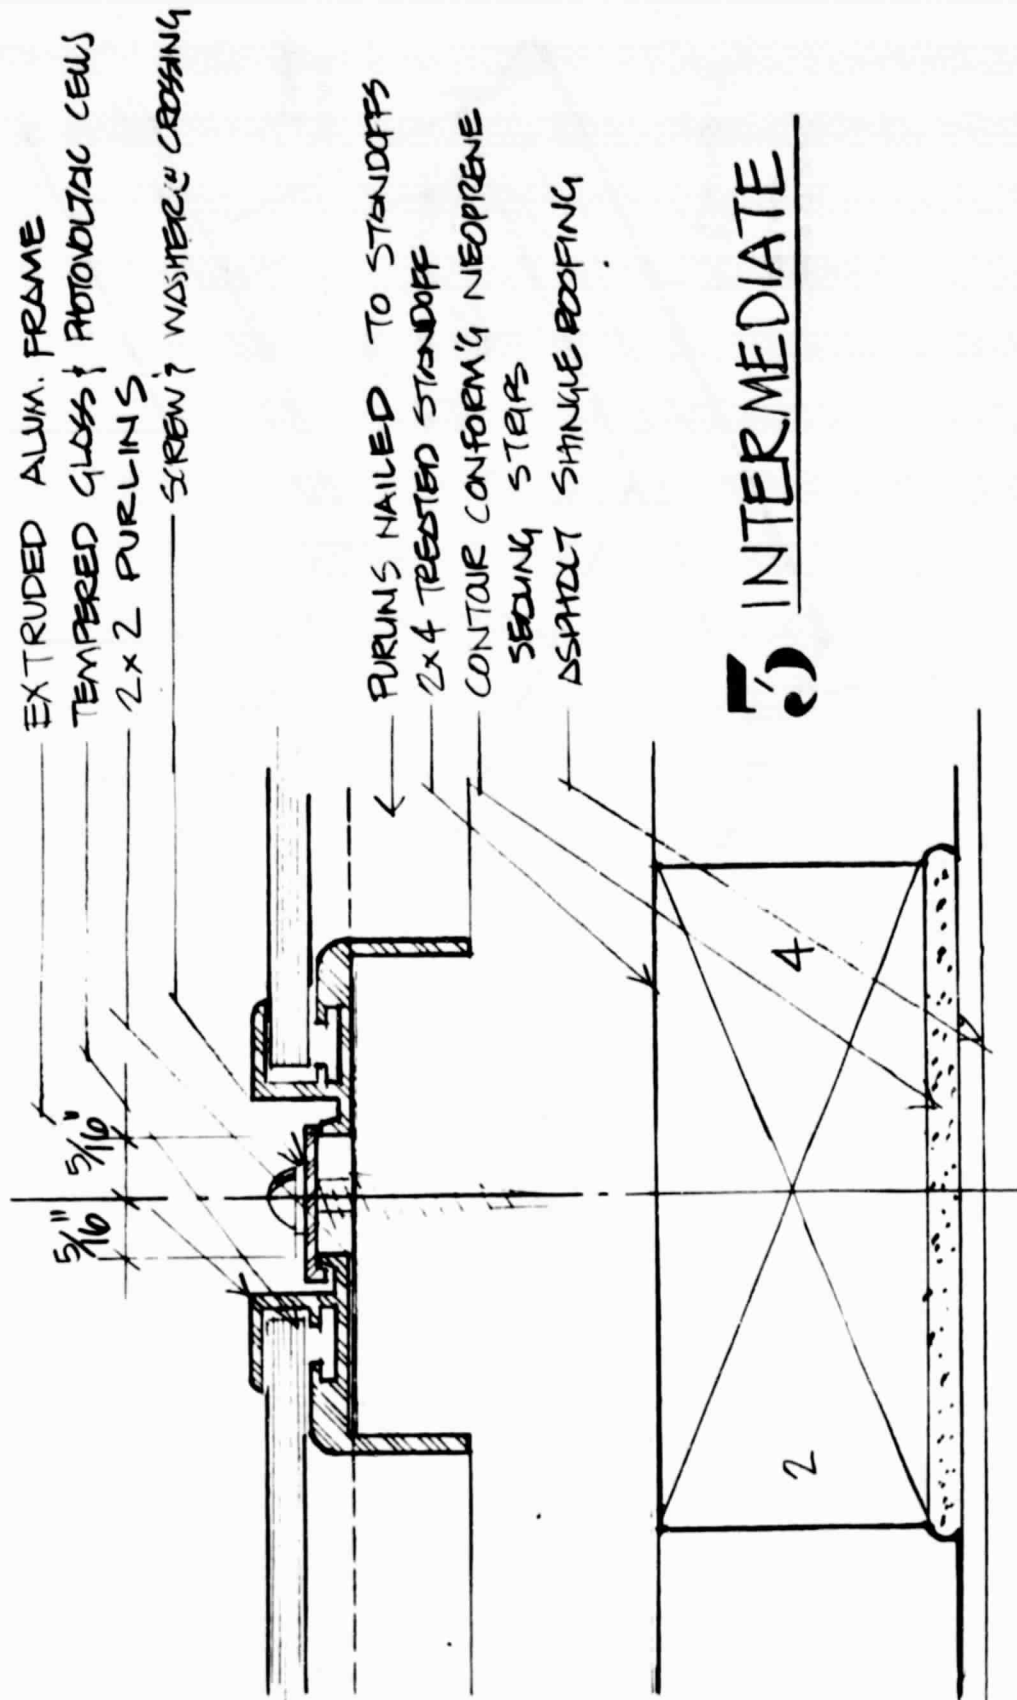 EXTRUDED ALUM. FRAME
TEMPERED GLASS & PHOTOVOLTAIC CELLS
2x2 PURLINS
SCREW & WASHER @ CROSSING
PURLINS NAILED TO STANDOFFS
2x4 TREATED STANDOFF
CONTOUR CONFORM'G NEOPRENE
SEALING STRIPS
ASPHALT SHINGLE ROOFING
5/16" 5/16"
2 4
5 INTERMEDIATE